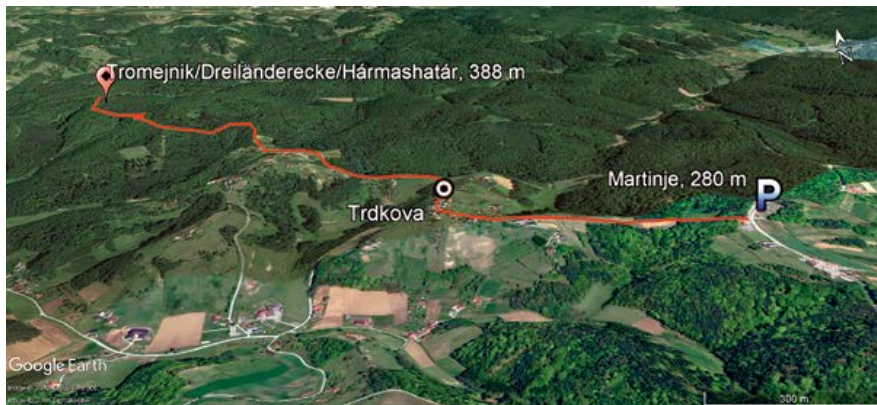 N
Tromejnik/Dreiländerecke/Hármashatár, 388 m
Martinje, 280 m
P
Trdkova
Google Earth
300 m